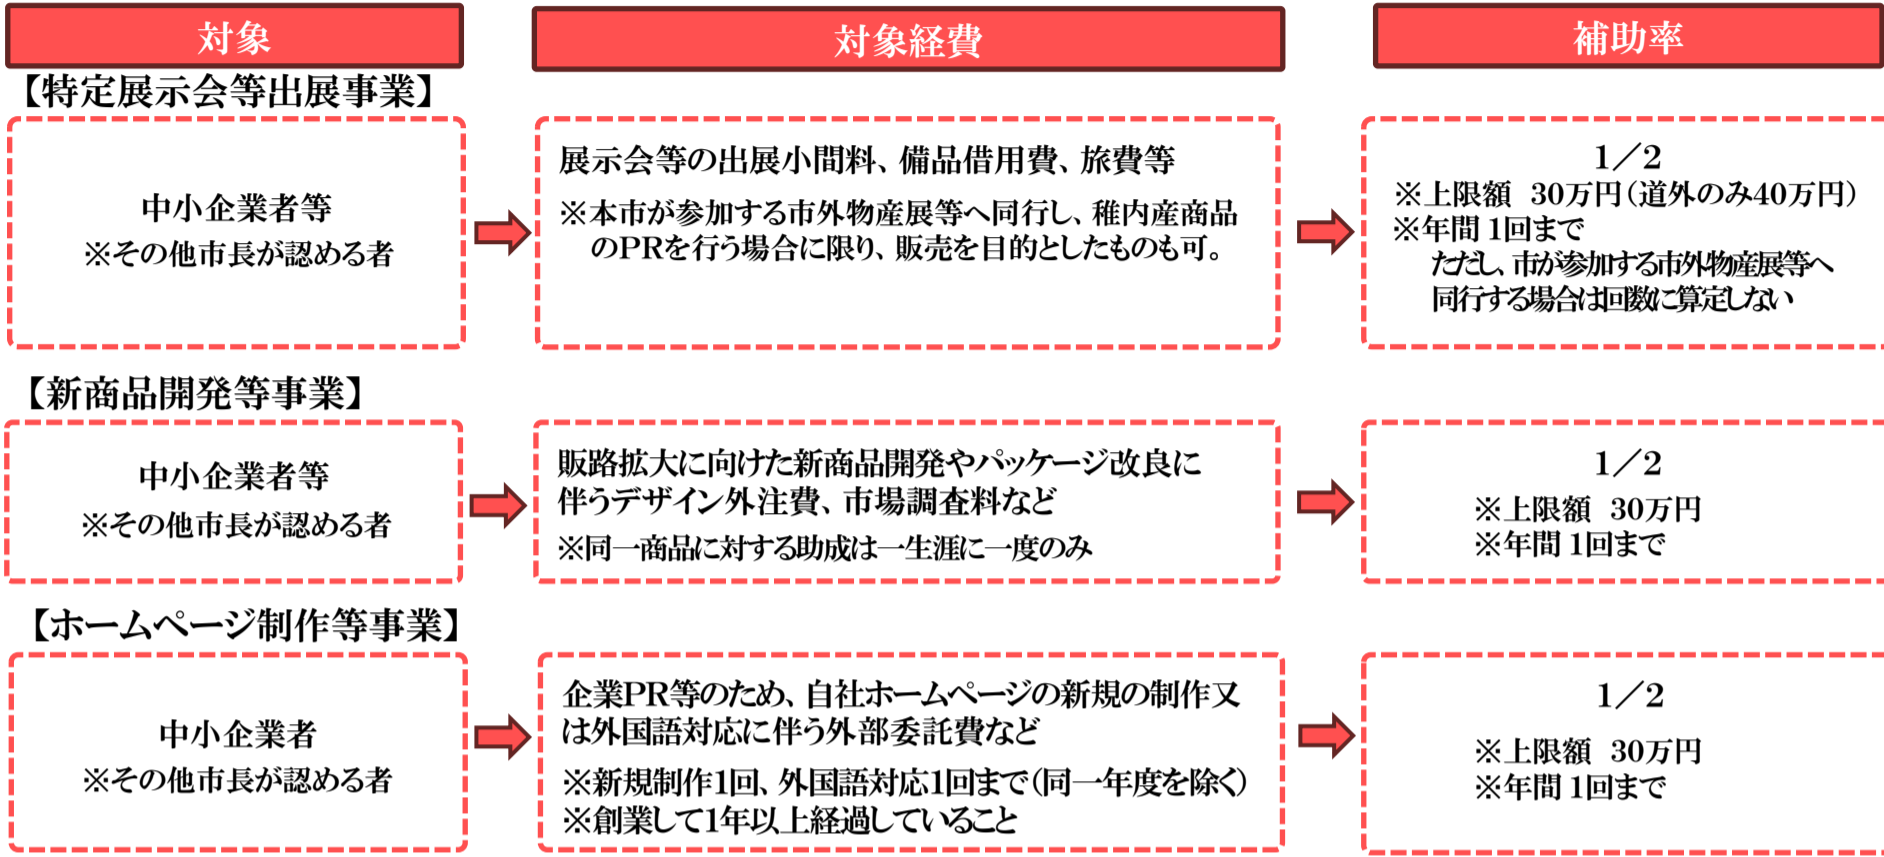 対象
対象経費
補助率
【特定展示会等出展事業】
中小企業者等
※その他市長が認める者
展示会等の出展小間料、備品借用費、旅費等
※本市が参加する市外物産展等へ同行し、稚内産商品
のPRを行う場合に限り、販売を目的としたものも可。
1／2
※上限額　30万円（道外のみ40万円）
※年間1回まで
ただし、市が参加する市外物産展等へ
同行する場合は回数に算定しない
【新商品開発等事業】
中小企業者等
※その他市長が認める者
販路拡大に向けた新商品開発やパッケージ改良に
伴うデザイン外注費、市場調査料など
※同一商品に対する助成は一生涯に一度のみ
1／2
※上限額　30万円
※年間1回まで
【ホームページ制作等事業】
中小企業者
※その他市長が認める者
企業PR等のため、自社ホームページの新規の制作又
は外国語対応に伴う外部委託費など
※新規制作1回、外国語対応1回まで（同一年度を除く）
※創業して1年以上経過していること
1／2
※上限額　30万円
※年間1回まで